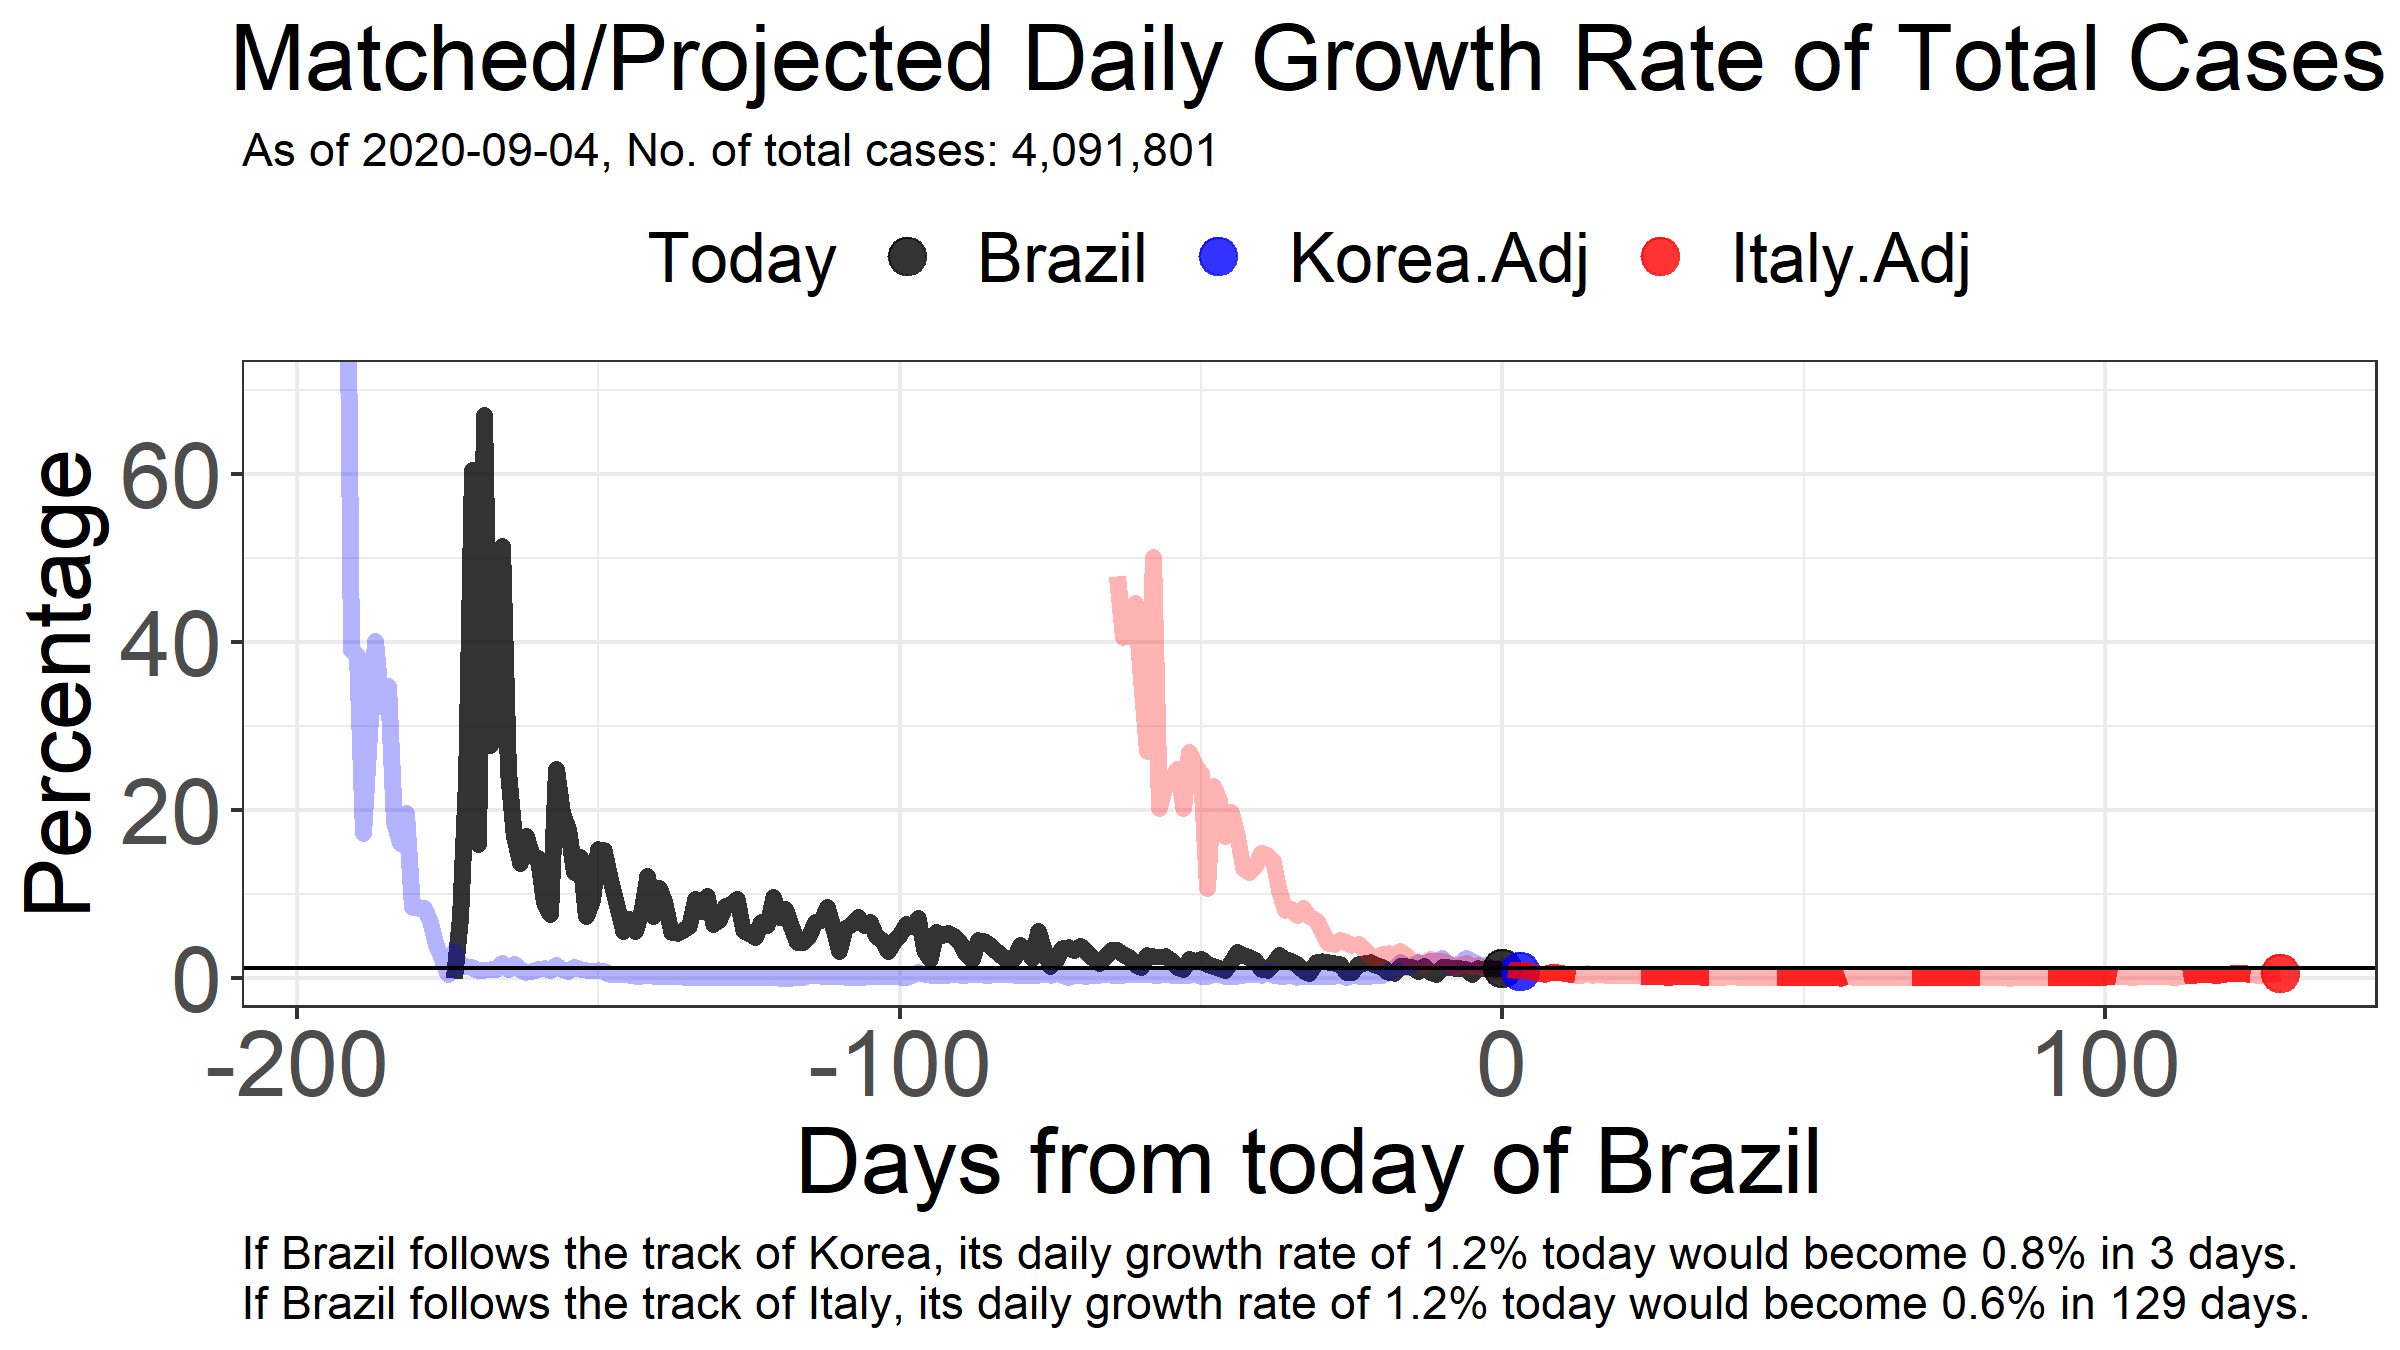 Matched/Projected Daily Growth Rate of Total Cases
As of 2020-09-04, No. of total cases: 4,091,801
Today Brazil Korea.Adj Italy.Adj
Percentage
60
40
20
0
-200 -100 0 100
Days from today of Brazil
If Brazil follows the track of Korea, its daily growth rate of 1.2% today would become 0.8% in 3 days.
If Brazil follows the track of Italy, its daily growth rate of 1.2% today would become 0.6% in 129 days.